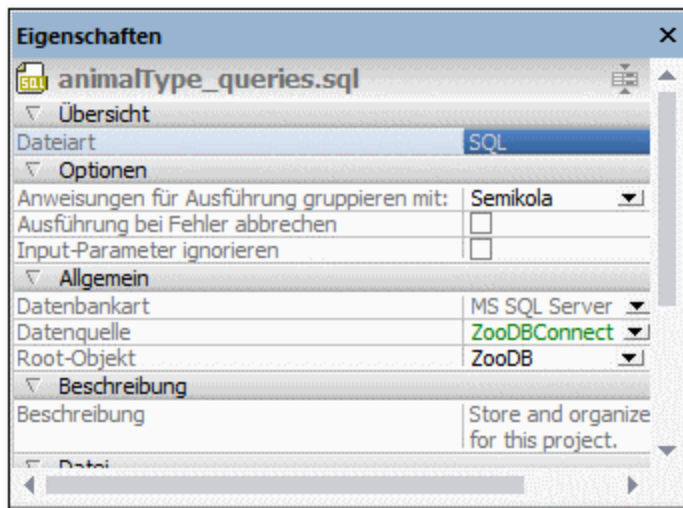 Eigenschaften
animalType_queries.sql
Übersicht
Dateiart SQL
Optionen
Anweisungen für Ausführung gruppieren mit: Semikola
Ausführung bei Fehler abbrechen
Input-Parameter ignorieren
Allgemein
Datenbankart MS SQL Server
Datenquelle ZooDBConnect
Root-Objekt ZooDB
Beschreibung
Beschreibung Store and organize
for this project.
Datei